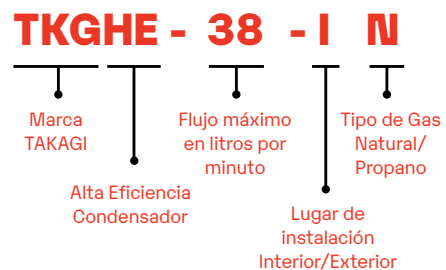 TKGHE - 38 - I N
Marca
TAKAGI
Flujo máximo
en litros por
minuto
Tipo de Gas
Natural/
Propano
Alta Eficiencia
Condensador
Lugar de
instalación
Interior/Exterior